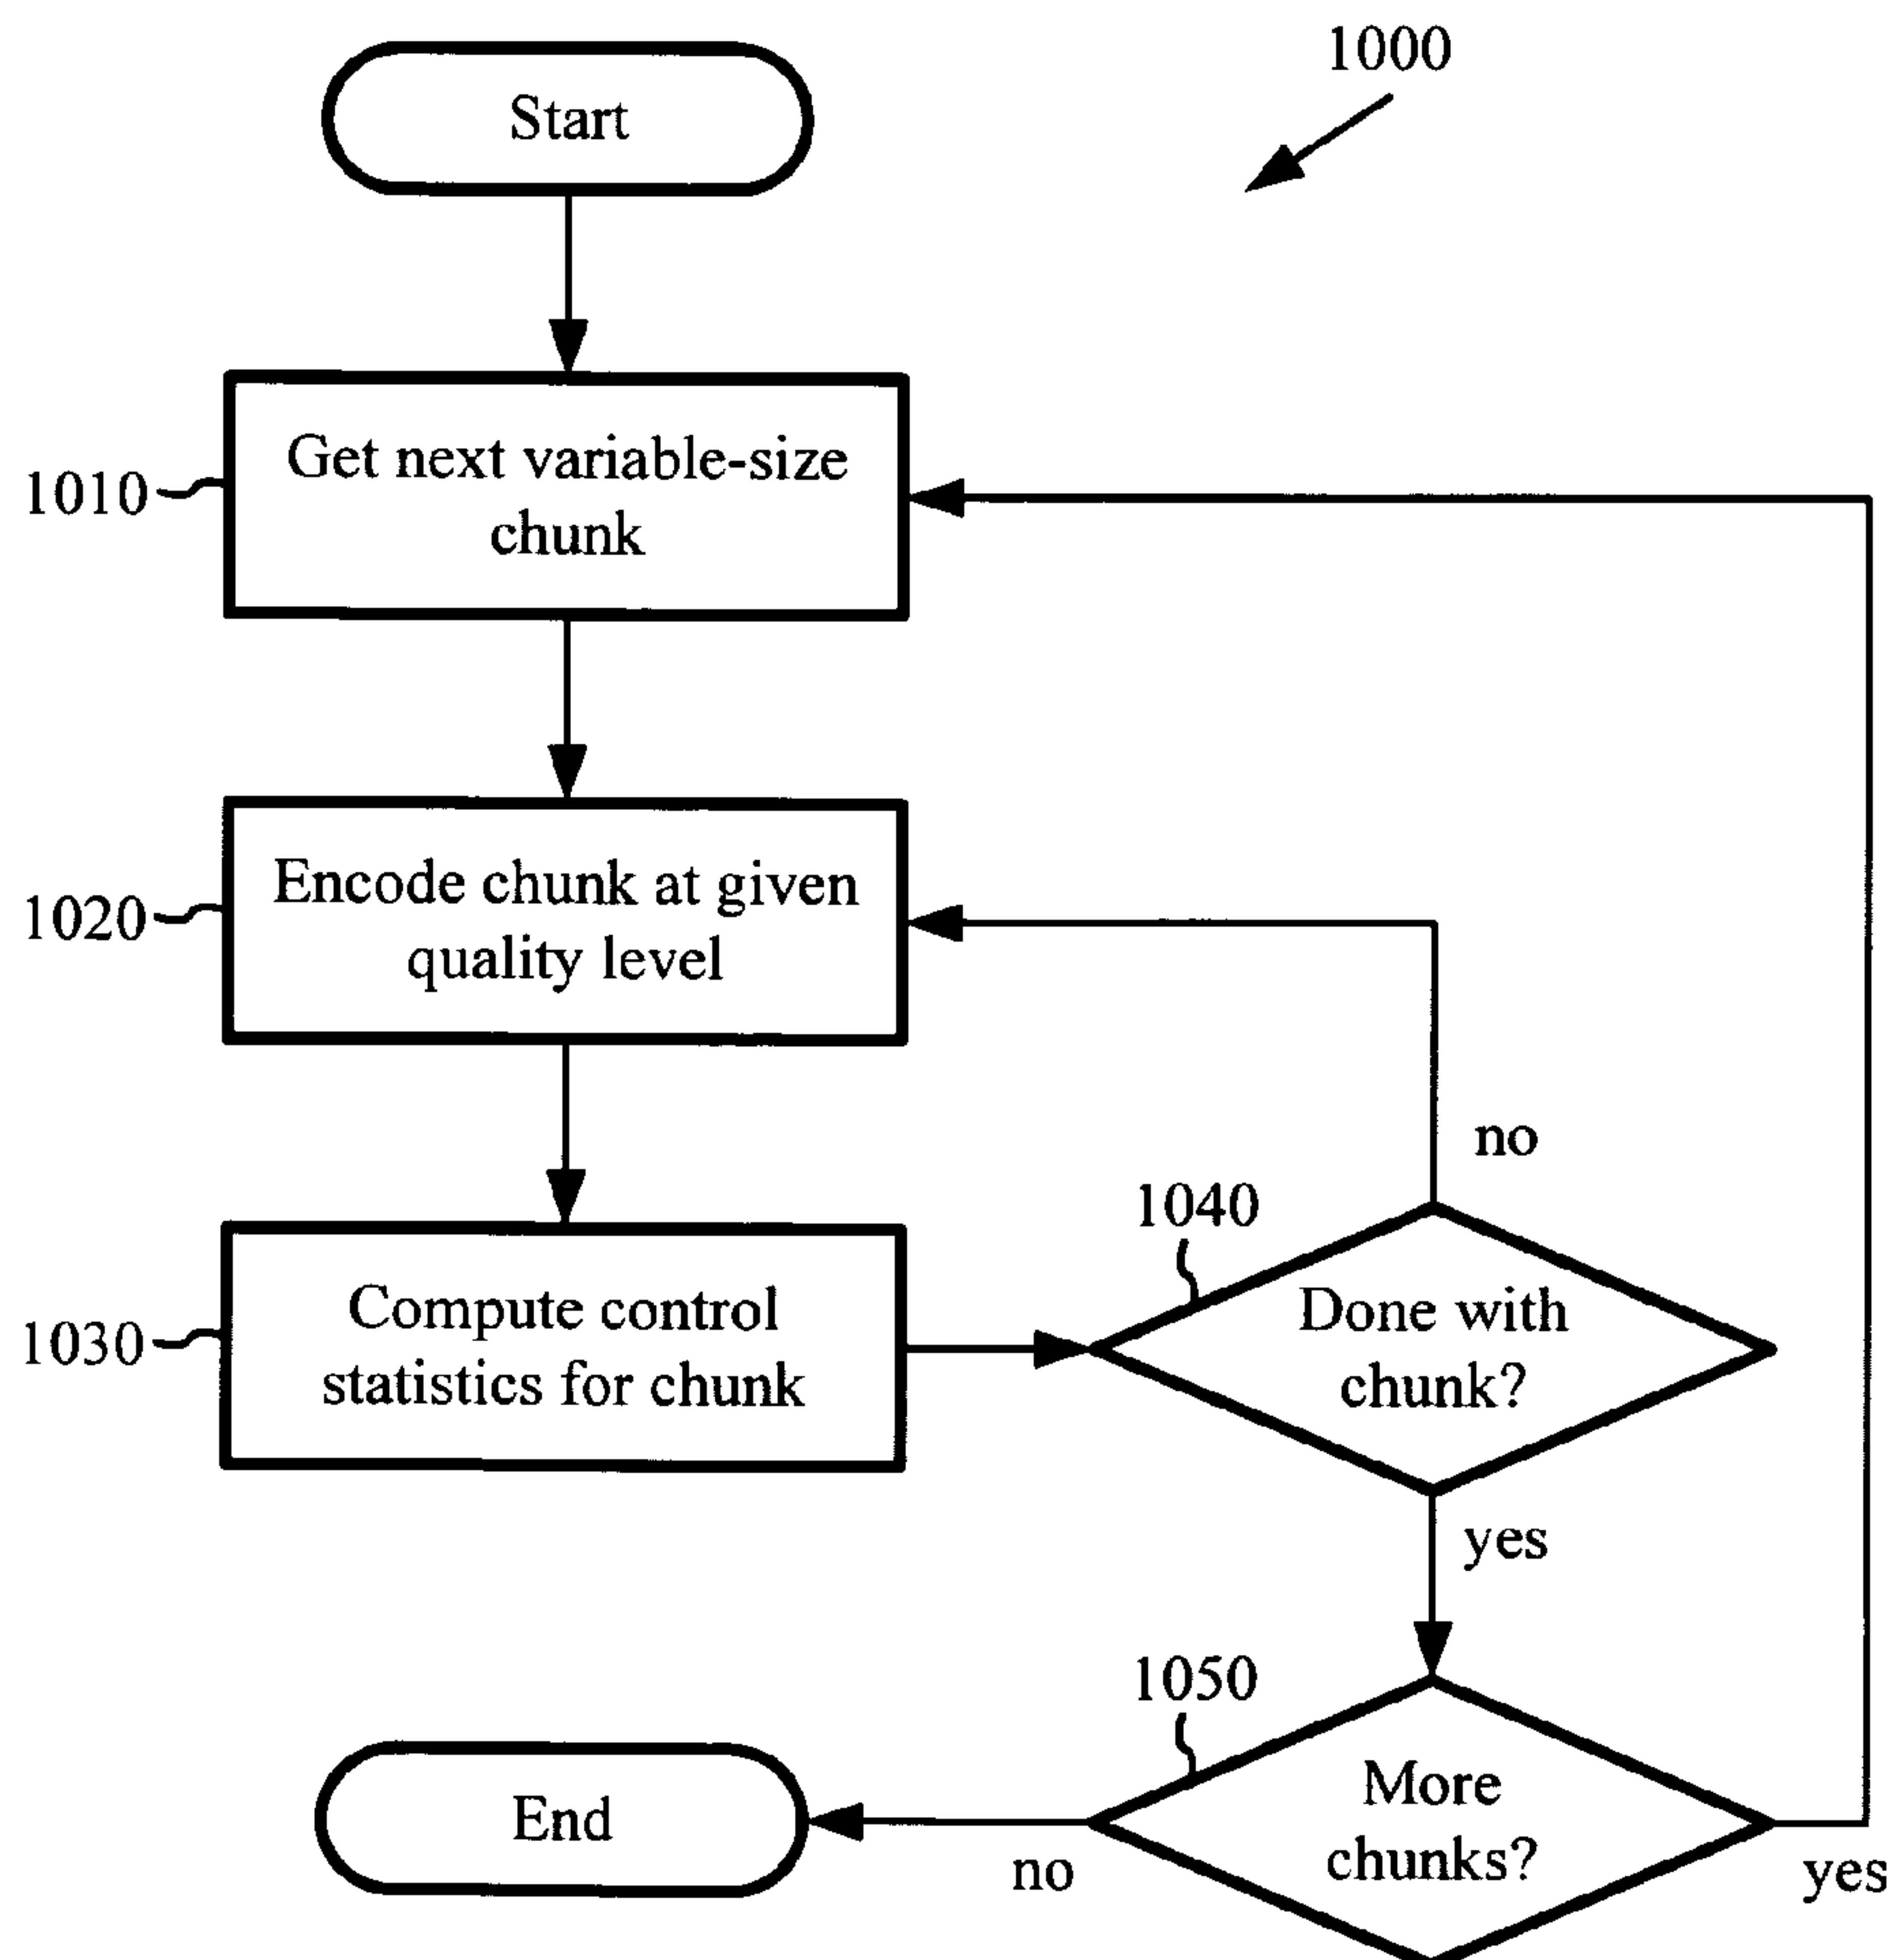 1000
Start
1010
Get next variable-size
chunk
1020
Encode chunk at given
quality level
no
1040
1030
Compute control
statistics for chunk
Done with
chunk?
yes
1050
End
no
More
chunks?
yes